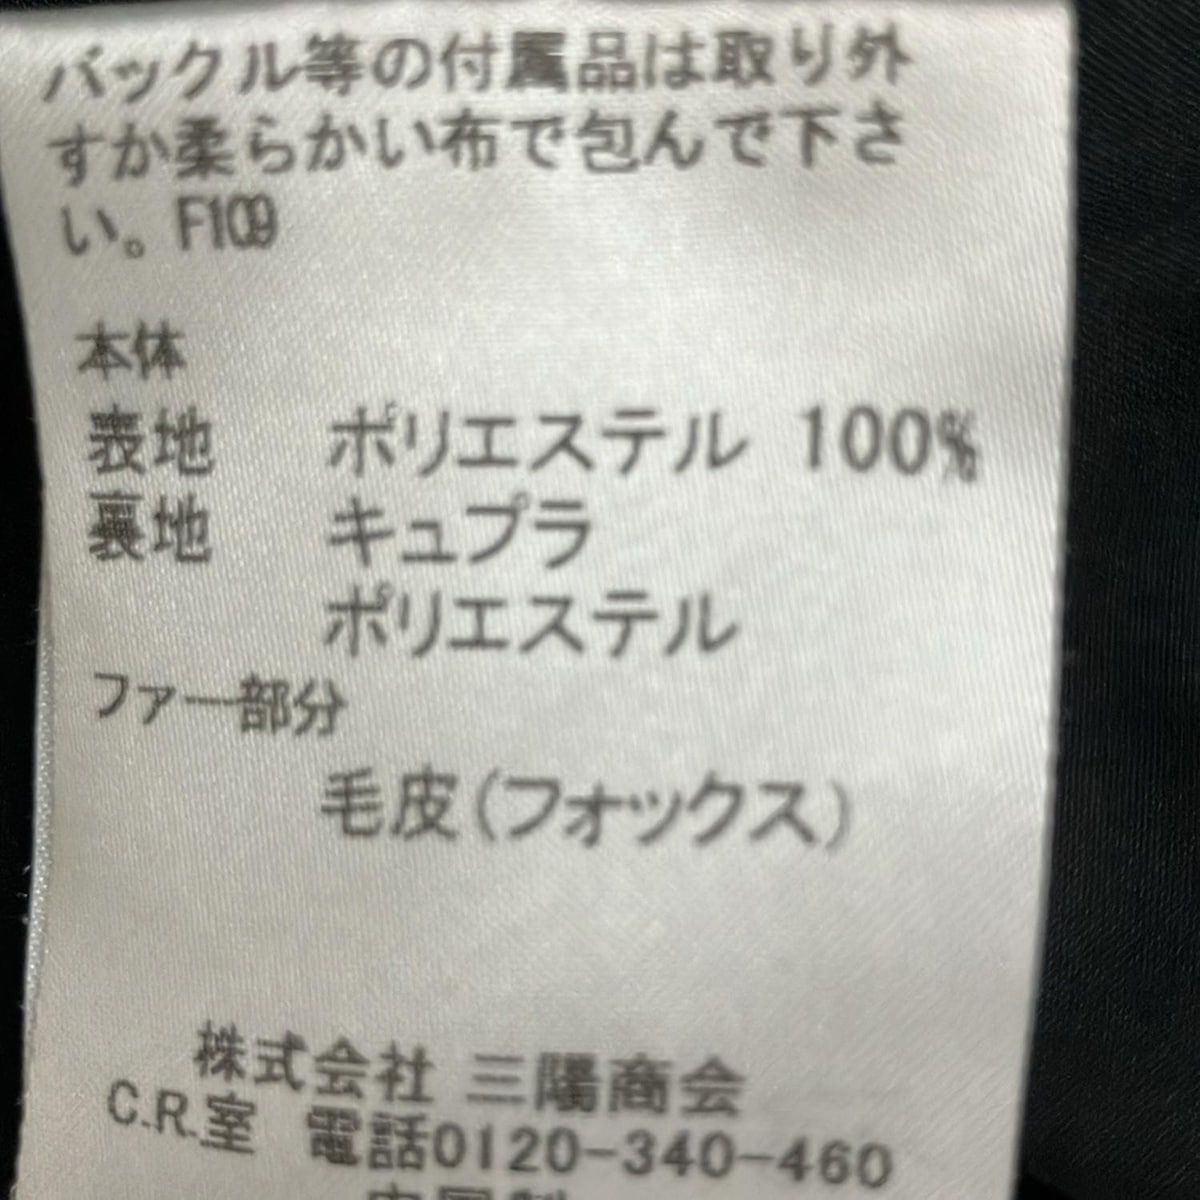 バックル等の付属品は取り外
すか柔らかい布で包んで下さ
い。F109
本体
表地 ポリエステル 100%
裏地 キュプラ
ポリエステル
ファー部分
毛皮(フォックス)
株式会社 三陽商会
C.R.室 電話0120-340-460